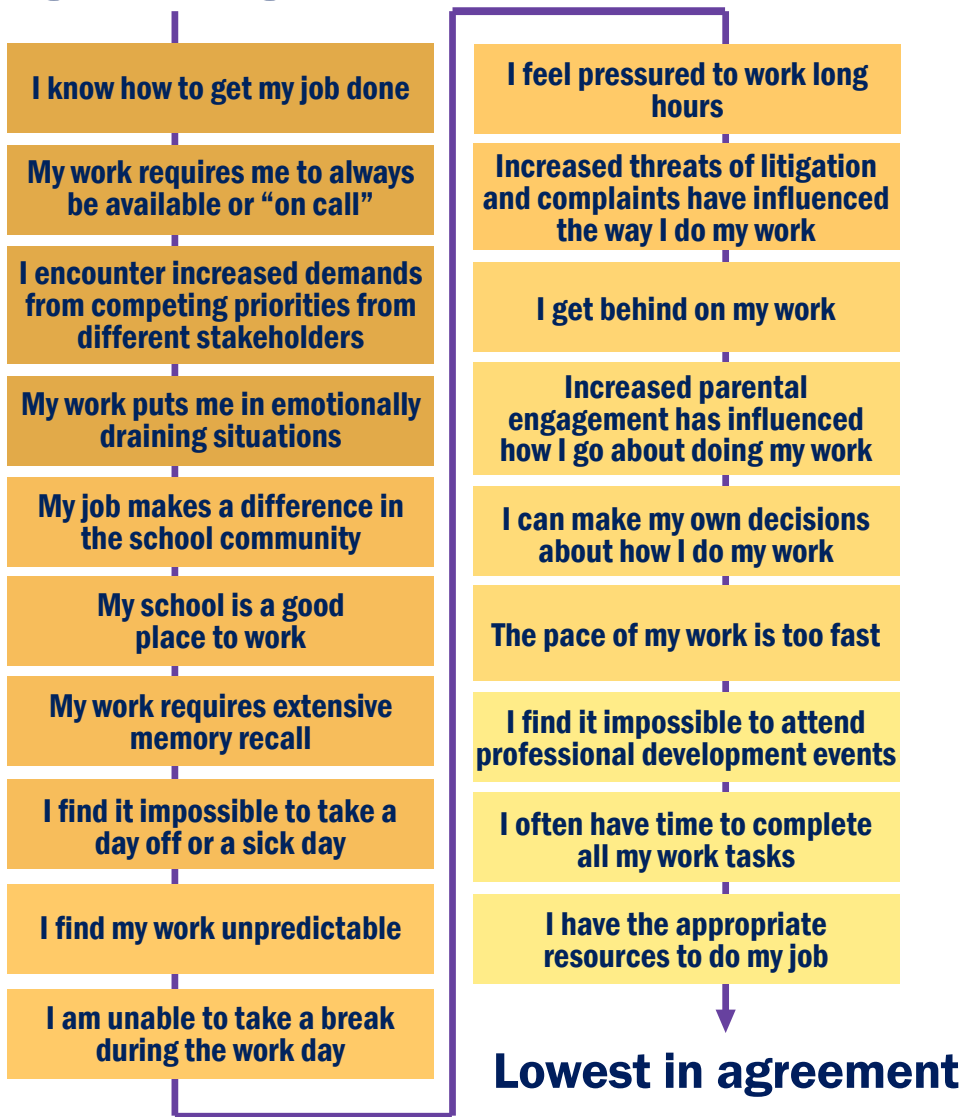 I know how to get my job done
My work requires me to always
be available or “on call”
I encounter increased demands
from competing priorities from
different stakeholders
My work puts me in emotionally
draining situations
My job makes a difference in
the school community
My school is a good
place to work
My work requires extensive
memory recall
I find it impossible to take a
day off or a sick day
I find my work unpredictable
I am unable to take a break
during the work day
I feel pressured to work long
hours
Increased threats of litigation
and complaints have influenced
the way I do my work
I get behind on my work
Increased parental
engagement has influenced
how I go about doing my work
I can make my own decisions
about how I do my work
The pace of my work is too fast
I find it impossible to attend
professional development events
I often have time to complete
all my work tasks
I have the appropriate
resources to do my job
Lowest in agreement